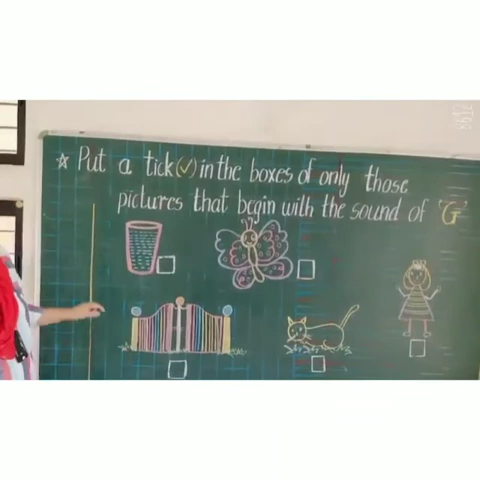 ☆ Put a tick(✓) in the boxes of only those
pictures that begin with the sound of 'G'